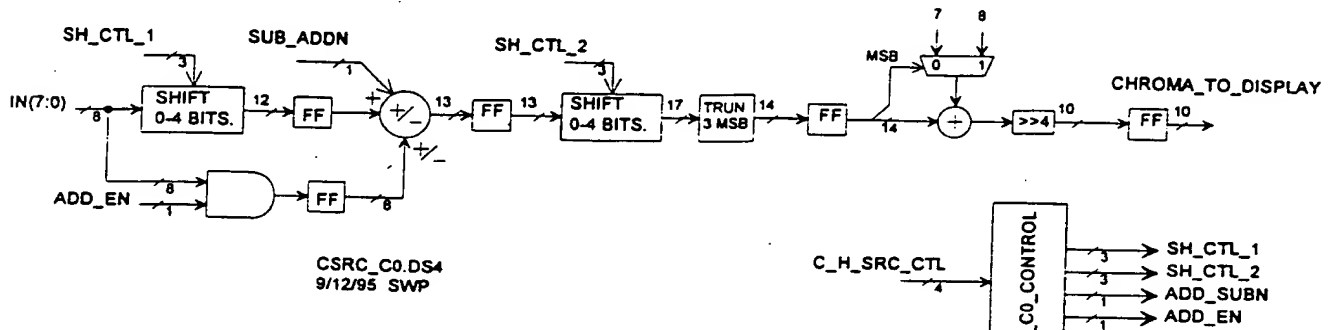 SH_CTL_1
3
SUB_ADDN
1
SH_CTL_2
3
7
8
MSB
0
1
CHROMA_TO_DISPLAY
IN(7:0)
8
SHIFT
0-4 BITS.
12
FF
+
+/-
13
FF
13
SHIFT
0-4 BITS.
17
TRUN
3 MSB
14
FF
14
>>4
10
FF
10
+/-
8
ADD_EN
1
FF
8
CSRC_C0.DS4
9/12/95 SWP
C_H_SRC_CTL
4
_C0_CONTROL
3
SH_CTL_1
3
SH_CTL_2
1
ADD_SUBN
1
ADD_EN